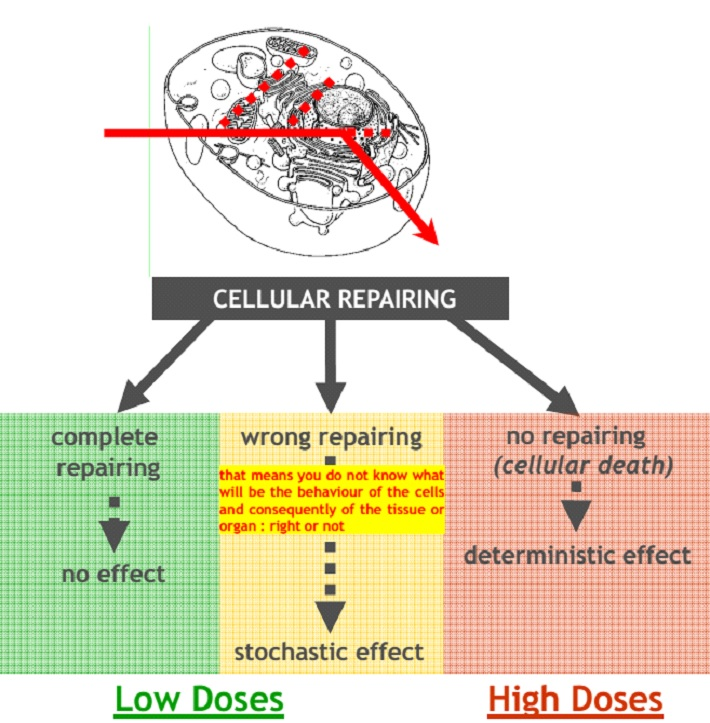 CELLULAR REPAIRING
complete
repairing
no effect
wrong repairing
that means you do not know what
will be the behaviour of the cells
and consequently of the tissue or
organ : right or not
stochastic effect
no repairing
(cellular death)
deterministic effect
Low Doses
High Doses